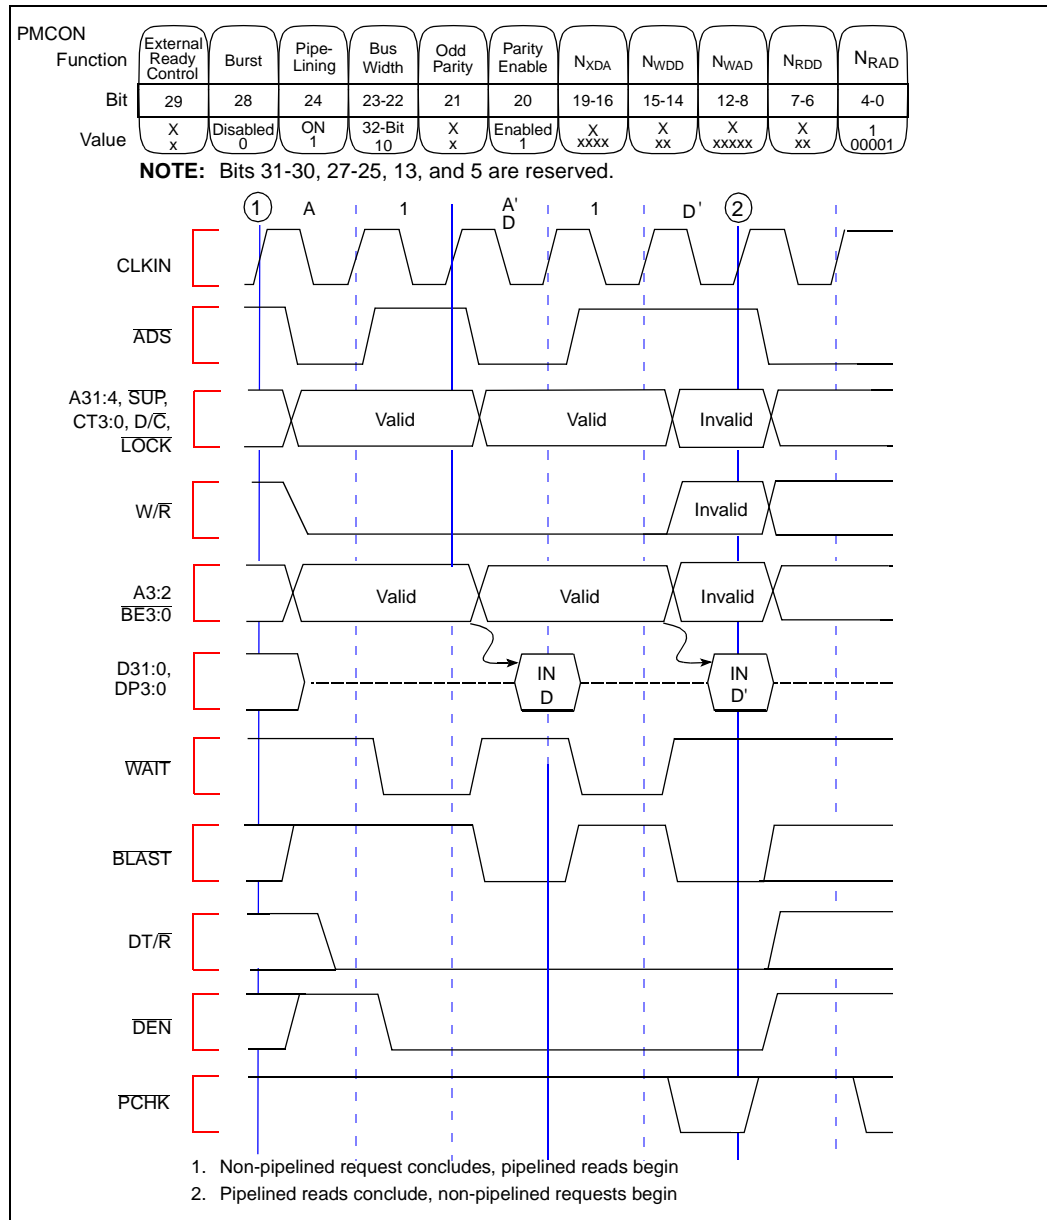 PMCON
Function External Ready Control Burst Pipe-Lining Bus Width Odd Parity Parity Enable NXDA NWDD NWAD NRDD NRAD
Bit 29 28 24 23-22 21 20 19-16 15-14 12-8 7-6 4-0
Value X x Disabled 0 ON 1 32-Bit 10 X x Enabled 1 X xxxx X xx X xxxxx X xx 1 00001
NOTE: Bits 31-30, 27-25, 13, and 5 are reserved.
1 A 1 A' D 1 D' 2
CLKIN
ADS
A31:4, SUP,
CT3:0, D/C,
LOCK
Valid Valid Invalid
W/R
Invalid
A3:2
BE3:0
Valid Valid Invalid
D31:0,
DP3:0
IN D IN D'
WAIT
BLAST
DT/R
DEN
PCHK
1. Non-pipelined request concludes, pipelined reads begin
2. Pipelined reads conclude, non-pipelined requests begin